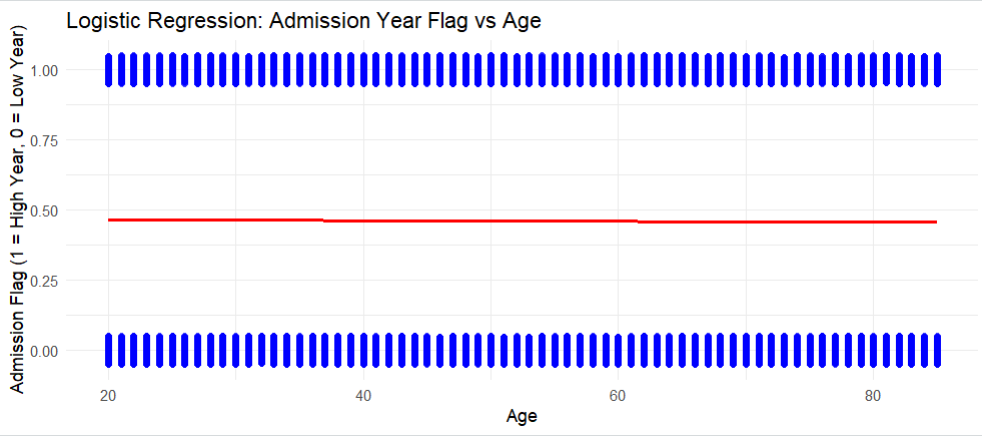 Logistic Regression: Admission Year Flag vs Age
Admission Flag (1 = High Year, 0 = Low Year)
1.00
0.75
0.50
0.25
0.00
20 40 60 80
Age